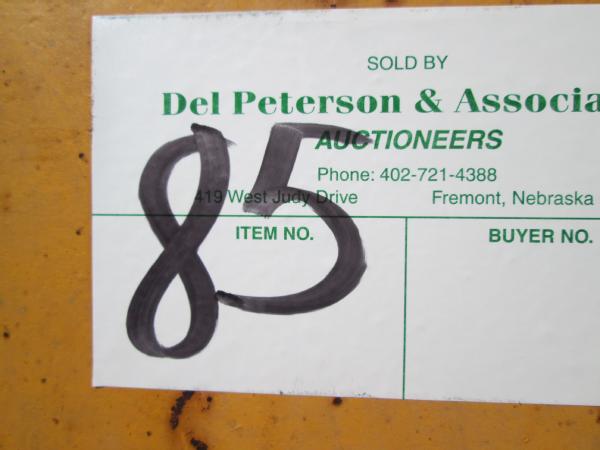 SOLD BY
Del Peterson & Associa
AUCTIONEERS
Phone: 402-721-4388
419 West Judy Drive Fremont, Nebraska
85
ITEM NO. BUYER NO.